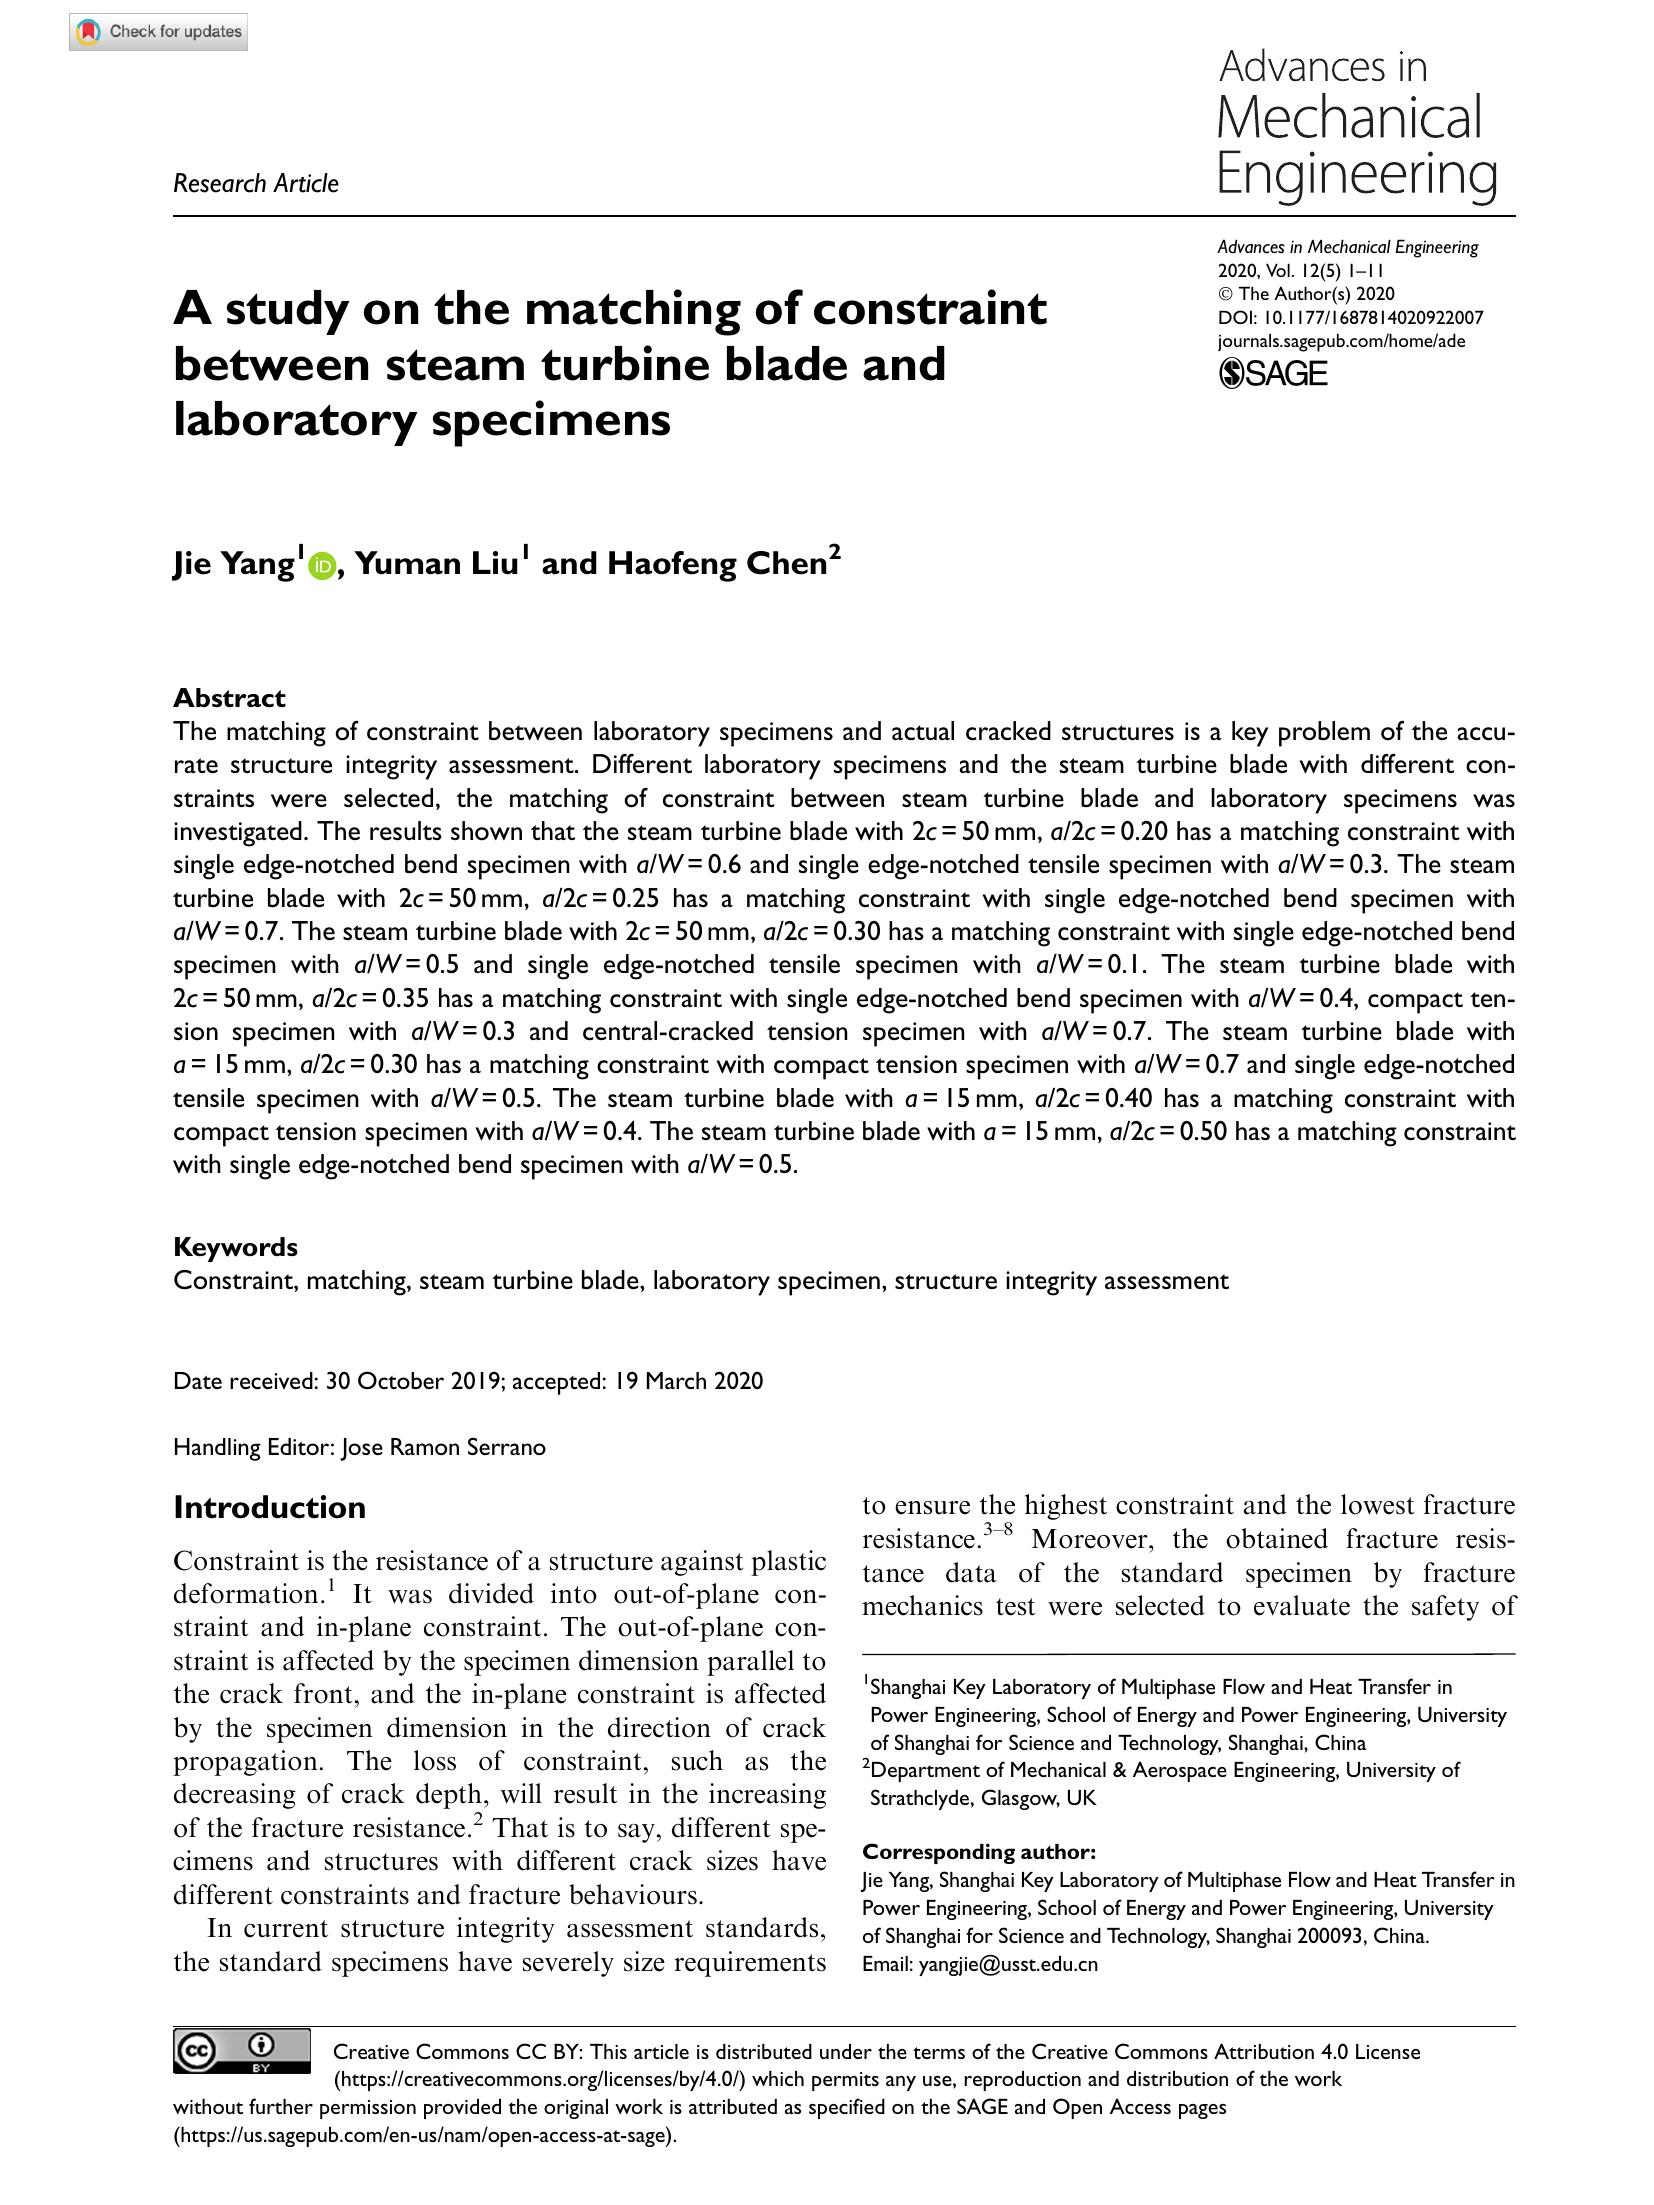 Check for updates
Advances in
Mechanical
Engineering
Research Article
Advances in Mechanical Engineering
2020, Vol. 12(5) 1–11
© The Author(s) 2020
DOI: 10.1177/1687814020922007
journals.sagepub.com/home/ade
SAGE
A study on the matching of constraint
between steam turbine blade and
laboratory specimens
Jie Yang1 iD, Yuman Liu1 and Haofeng Chen2
Abstract
The matching of constraint between laboratory specimens and actual cracked structures is a key problem of the accu-
rate structure integrity assessment. Different laboratory specimens and the steam turbine blade with different con-
straints were selected, the matching of constraint between steam turbine blade and laboratory specimens was
investigated. The results shown that the steam turbine blade with 2c = 50 mm, a/2c = 0.20 has a matching constraint with
single edge-notched bend specimen with a/W = 0.6 and single edge-notched tensile specimen with a/W = 0.3. The steam
turbine blade with 2c = 50 mm, a/2c = 0.25 has a matching constraint with single edge-notched bend specimen with
a/W = 0.7. The steam turbine blade with 2c = 50 mm, a/2c = 0.30 has a matching constraint with single edge-notched bend
specimen with a/W = 0.5 and single edge-notched tensile specimen with a/W = 0.1. The steam turbine blade with
2c = 50 mm, a/2c = 0.35 has a matching constraint with single edge-notched bend specimen with a/W = 0.4, compact ten-
sion specimen with a/W = 0.3 and central-cracked tension specimen with a/W = 0.7. The steam turbine blade with
a = 15 mm, a/2c = 0.30 has a matching constraint with compact tension specimen with a/W = 0.7 and single edge-notched
tensile specimen with a/W = 0.5. The steam turbine blade with a = 15 mm, a/2c = 0.40 has a matching constraint with
compact tension specimen with a/W = 0.4. The steam turbine blade with a = 15 mm, a/2c = 0.50 has a matching constraint
with single edge-notched bend specimen with a/W = 0.5.
Keywords
Constraint, matching, steam turbine blade, laboratory specimen, structure integrity assessment
Date received: 30 October 2019; accepted: 19 March 2020
Handling Editor: Jose Ramon Serrano
Introduction
Constraint is the resistance of a structure against plastic
deformation.1 It was divided into out-of-plane con-
straint and in-plane constraint. The out-of-plane con-
straint is affected by the specimen dimension parallel to
the crack front, and the in-plane constraint is affected
by the specimen dimension in the direction of crack
propagation. The loss of constraint, such as the
decreasing of crack depth, will result in the increasing
of the fracture resistance.2 That is to say, different spe-
cimens and structures with different crack sizes have
different constraints and fracture behaviours.
In current structure integrity assessment standards,
the standard specimens have severely size requirements
to ensure the highest constraint and the lowest fracture
resistance.3–8 Moreover, the obtained fracture resis-
tance data of the standard specimen by fracture
mechanics test were selected to evaluate the safety of
1Shanghai Key Laboratory of Multiphase Flow and Heat Transfer in
Power Engineering, School of Energy and Power Engineering, University
of Shanghai for Science and Technology, Shanghai, China
2Department of Mechanical & Aerospace Engineering, University of
Strathclyde, Glasgow, UK
Corresponding author:
Jie Yang, Shanghai Key Laboratory of Multiphase Flow and Heat Transfer in
Power Engineering, School of Energy and Power Engineering, University
of Shanghai for Science and Technology, Shanghai 200093, China.
Email: yangjie@usst.edu.cn
cc BY
Creative Commons CC BY: This article is distributed under the terms of the Creative Commons Attribution 4.0 License
(https://creativecommons.org/licenses/by/4.0/) which permits any use, reproduction and distribution of the work
without further permission provided the original work is attributed as specified on the SAGE and Open Access pages
(https://us.sagepub.com/en-us/nam/open-access-at-sage).